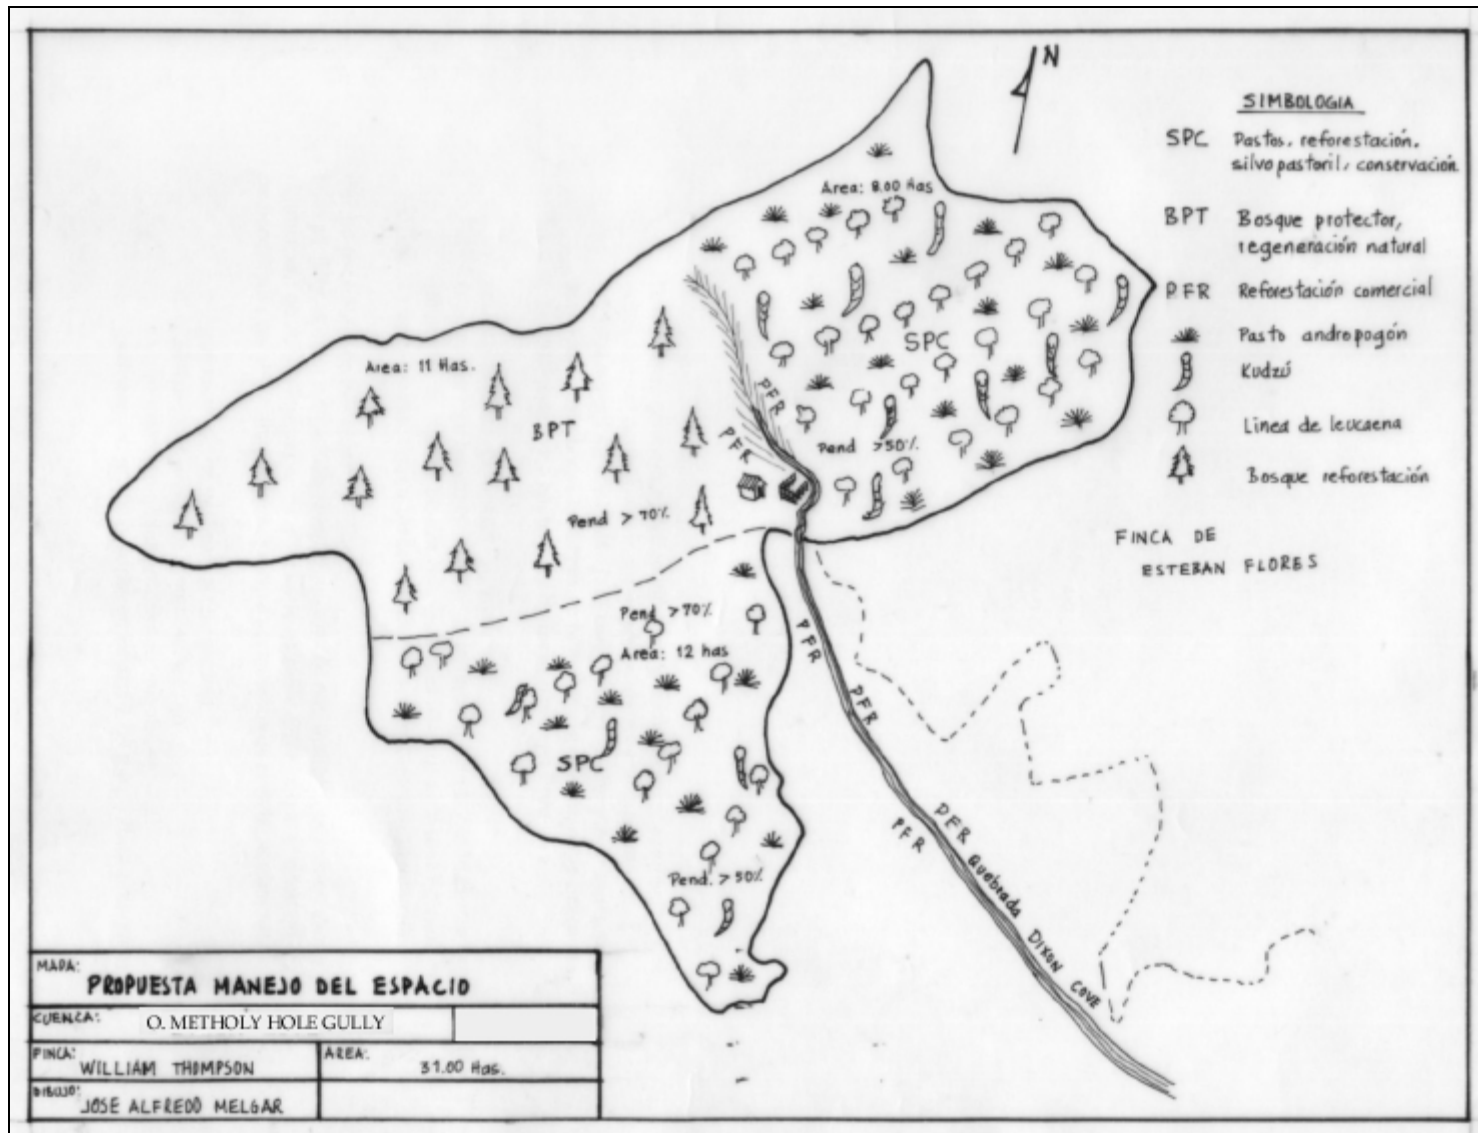 N
SIMBOLOGIA
SPC Pastos, reforestación.
silvopastoril, conservación
BPT Bosque protector,
regeneración natural
PFR Reforestación comercial
Pasto andropogón
Kudzú
Linea de leucaena
Bosque reforestación
FINCA DE
ESTEBAN FLORES
Area: 8.00 Has
SPC
Pend >50%
PFR
PFR
Area: 11 Has.
BPT
Pend >70%
Pend >70%
Area: 12 has
SPC
Pend. >50%
PFR
PFR
PFR
PFR
Quebrada DIXON COVE
MAPA:
PROPUESTA MANEJO DEL ESPACIO
CUENCA: O. METHOLY HOLE GULLY
FINCA: WILLIAM THOMPSON
AREA: 31.00 Has.
DIBUJO: JOSE ALFREDO MELGAR